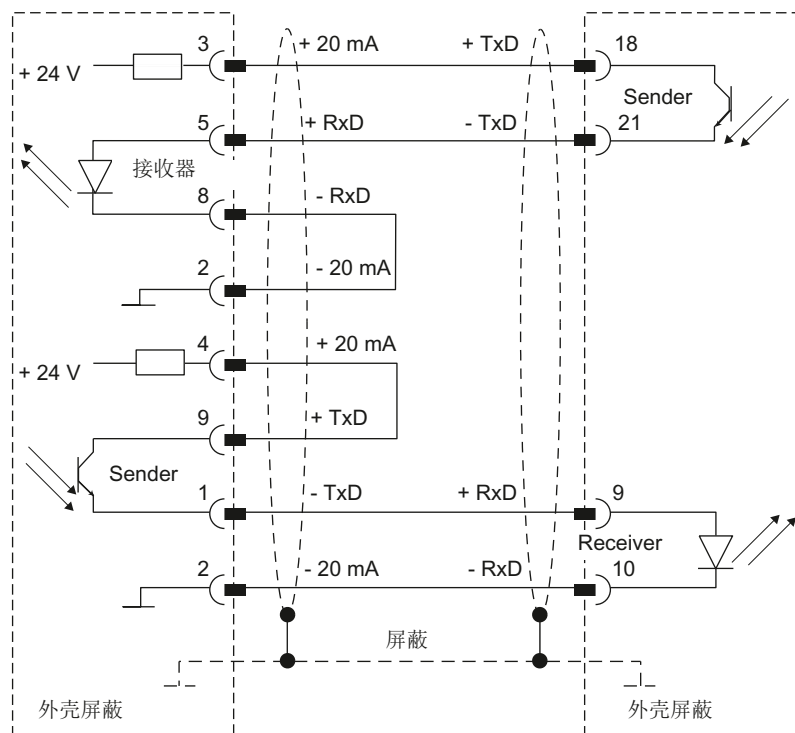 3 + 20 mA + TxD 18
+ 24 V
Sender
5 + RxD - TxD 21
接收器
8 - RxD
2 - 20 mA
4 + 20 mA
+ 24 V
9 + TxD
Sender
1 - TxD + RxD 9
Receiver
2 - 20 mA - RxD 10
屏蔽
外壳屏蔽 外壳屏蔽